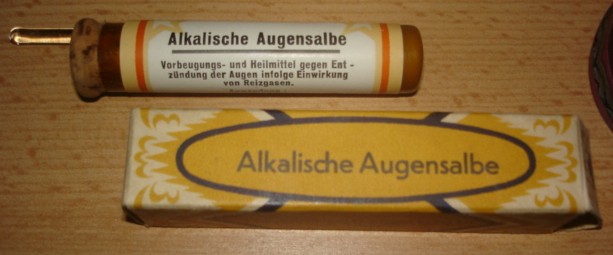 Alkalische Augensalbe
Vorbeugungs- und Heilmittel gegen Ent-
zündung der Augen infolge Einwirkung
von Reizgasen.
Alkalische Augensalbe